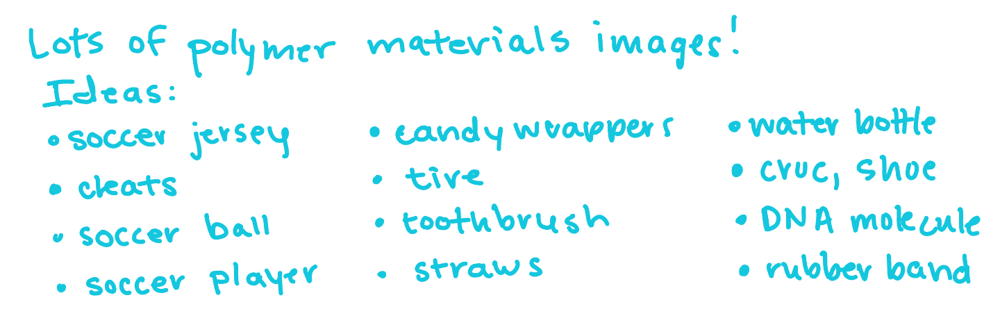 Lots of polymer materials images!
Ideas:
• soccer jersey
• cleats
• soccer ball
• soccer player
• candy wrappers
• tire
• toothbrush
• straws
• water bottle
• cruc, shoe
• DNA molecule
• rubber band